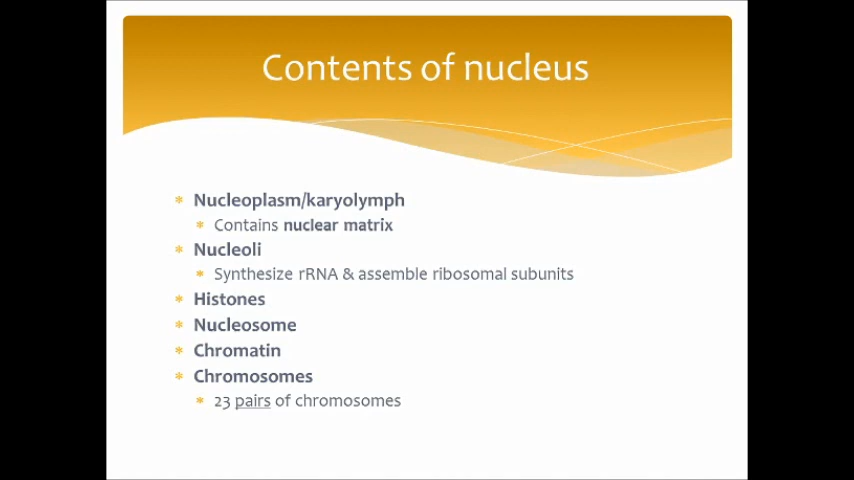 Contents of nucleus
* Nucleoplasm/karyolymph
* Contains nuclear matrix
* Nucleoli
* Synthesize rRNA & assemble ribosomal subunits
* Histones
* Nucleosome
* Chromatin
* Chromosomes
* 23 pairs of chromosomes